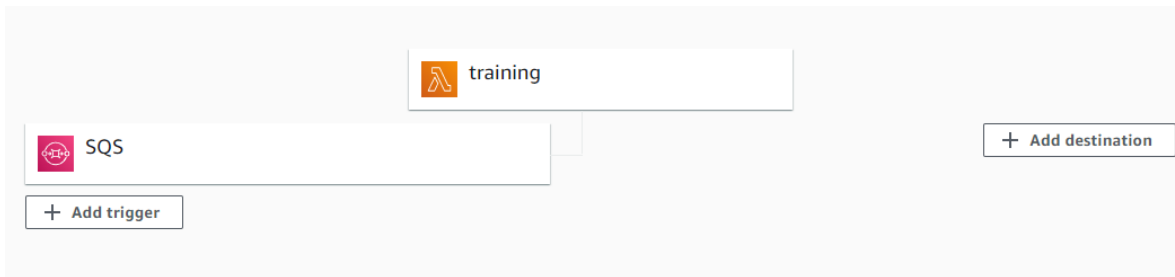 training
SQS
+ Add destination
+ Add trigger